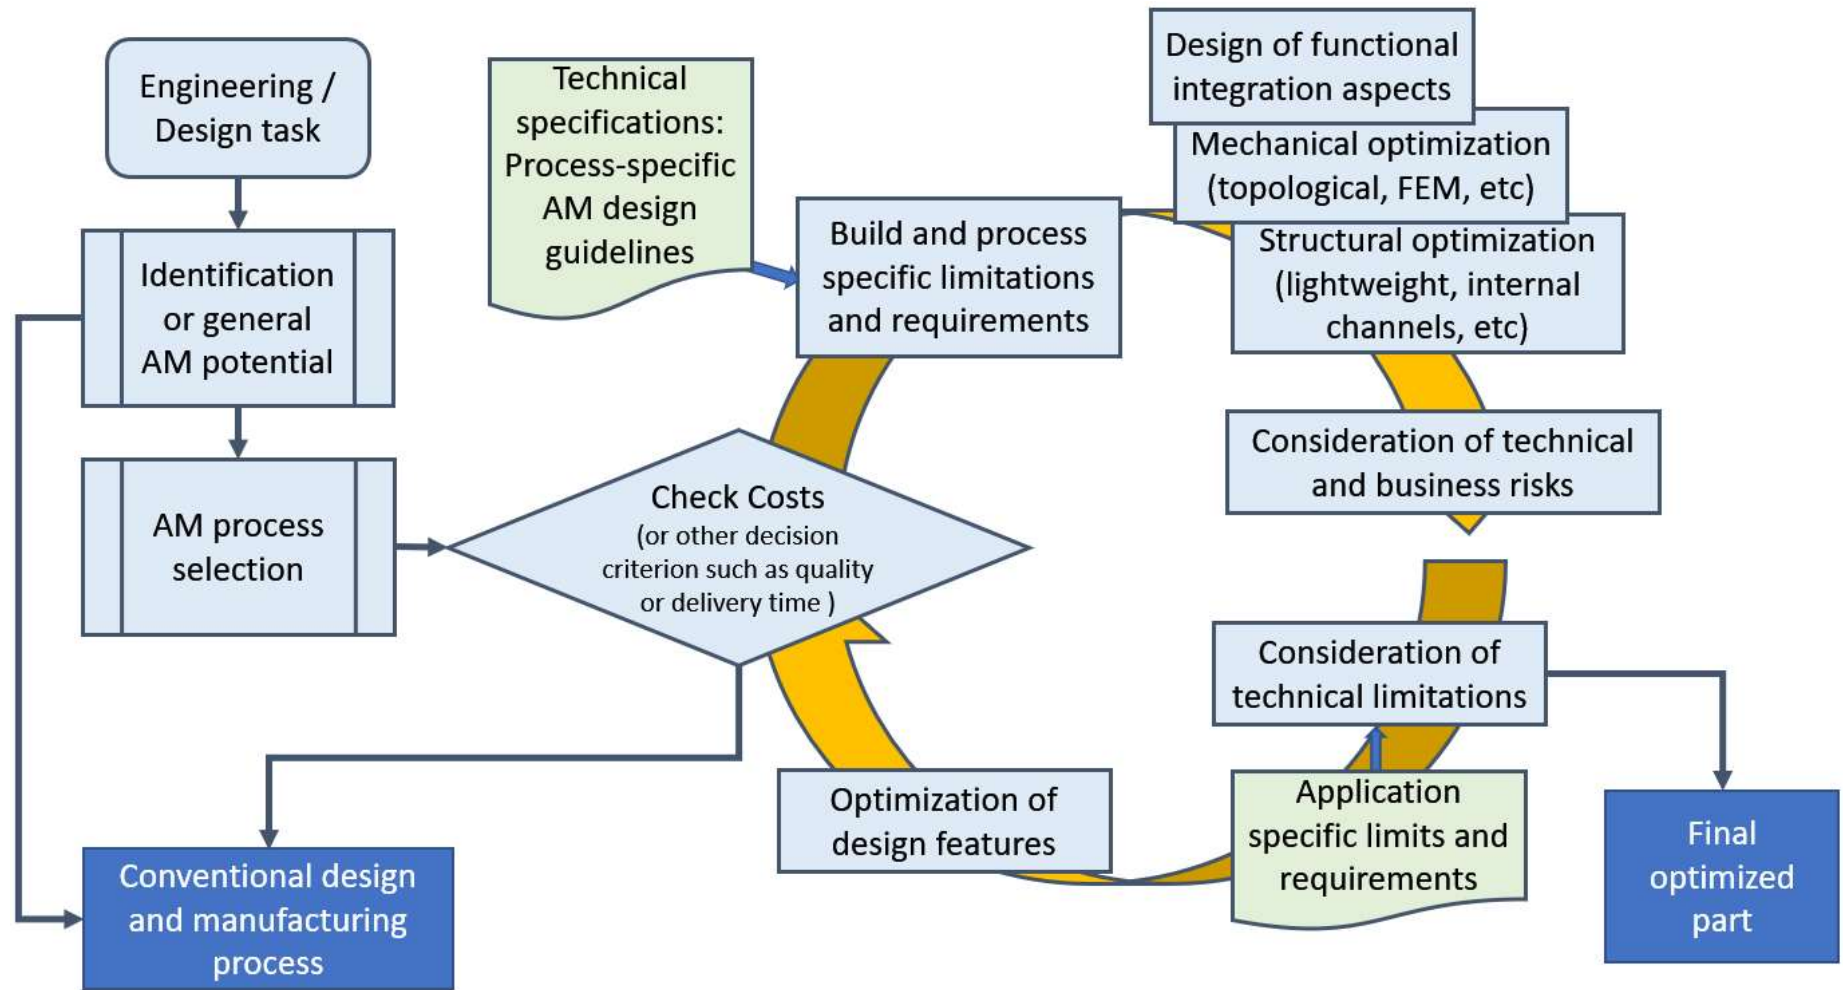 Engineering /
Design task
Identification
or general
AM potential
AM process
selection
Check Costs
(or other decision
criterion such as quality
or delivery time )
Conventional design
and manufacturing
process
Technical
specifications:
Process-specific
AM design
guidelines
Build and process
specific limitations
and requirements
Design of functional
integration aspects
Mechanical optimization
(topological, FEM, etc)
Structural optimization
(lightweight, internal
channels, etc)
Consideration of technical
and business risks
Consideration of
technical limitations
Application
specific limits and
requirements
Optimization of
design features
Final
optimized
part